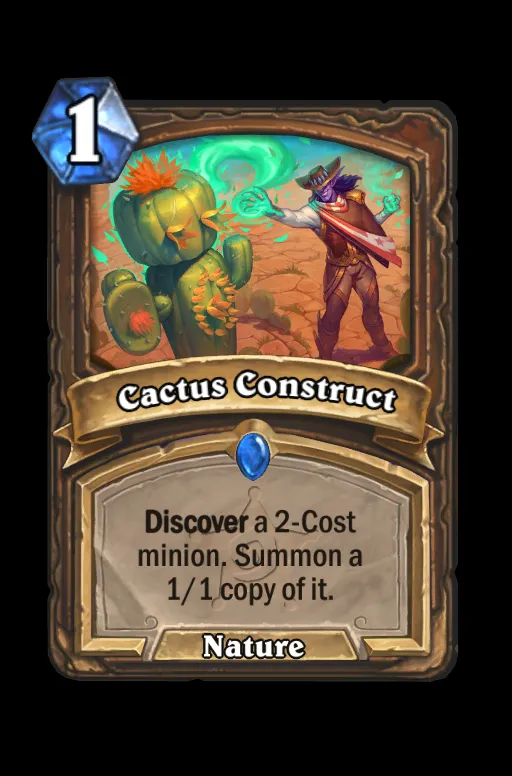 1
Cactus Construct
Discover a 2-Cost
minion. Summon a
1/1 copy of it.
Nature